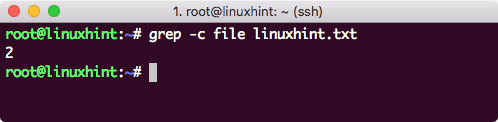 1. root@linuxhint: ~ (ssh)
root@linuxhint:~# grep -c file linuxhint.txt
2
root@linuxhint:~#